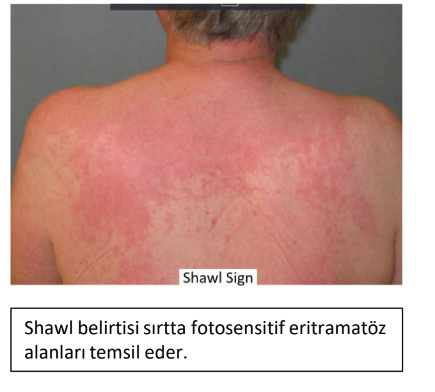 Shawl Sign
Shawl belirtisi sırtta fotosensitif eritramatöz
alanları temsil eder.